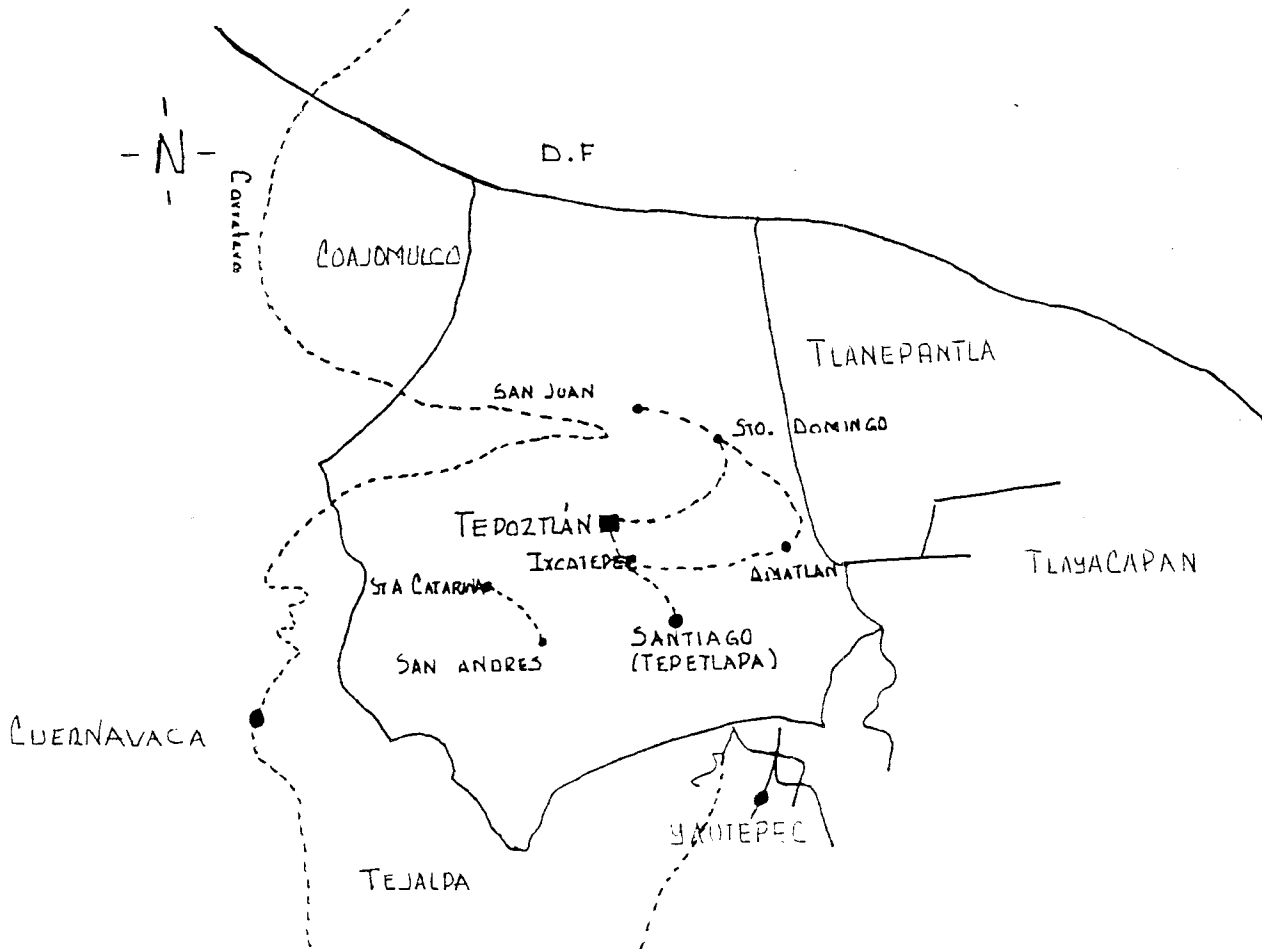 D.F
N
Carretera
COAJOMULCO
TLANEPANTLA
SAN JUAN
STO. DOMINGO
TEPOZTLÁN
IXCATEPEC
AMATLAN
TLAYACAPAN
STA CATARINA
SANTIAGO
(TEPETLAPA)
SAN ANDRES
CUERNAVACA
YAUTEPEC
TEJALPA